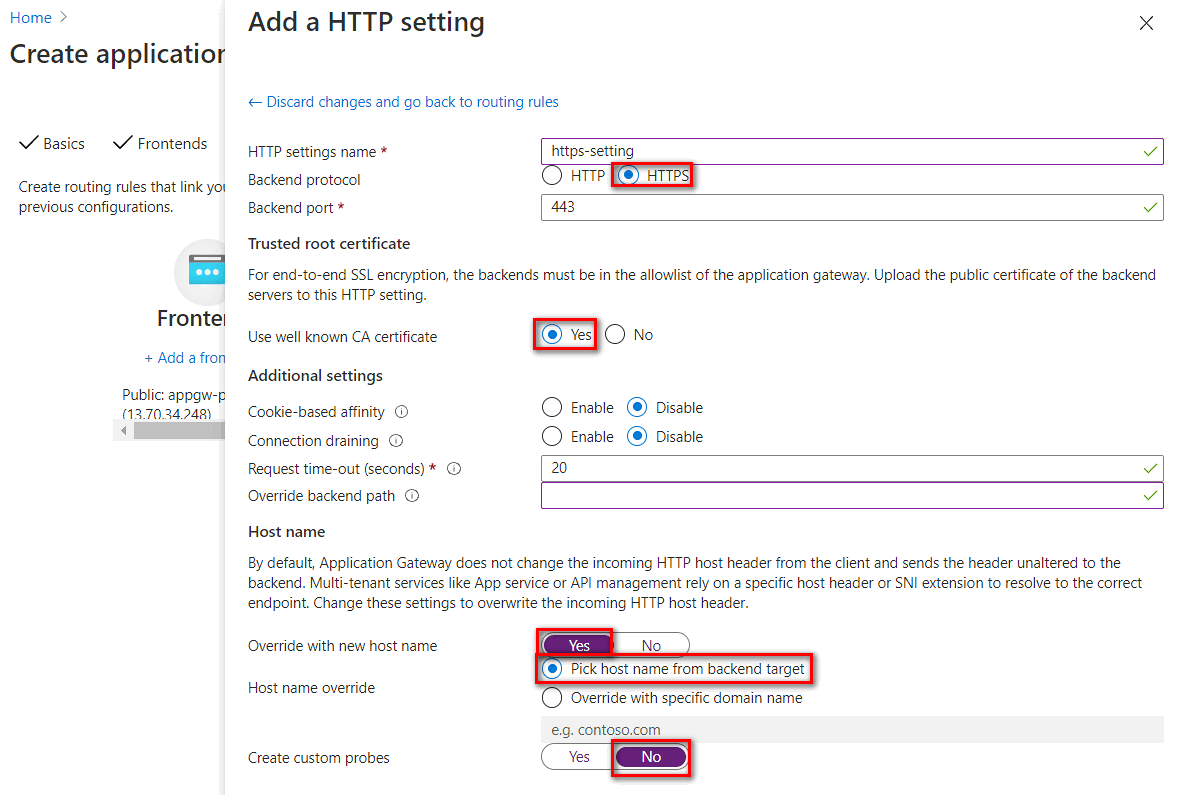 Home >
Create application
Basics
Frontends
Create routing rules that link you
previous configurations.
Fronte
+ Add a fron
Public: appgw-p
(13.70.34.248)
Add a HTTP setting
← Discard changes and go back to routing rules
HTTP settings name * https-setting
Backend protocol HTTP HTTPS
Backend port * 443
Trusted root certificate
For end-to-end SSL encryption, the backends must be in the allowlist of the application gateway. Upload the public certificate of the backend
servers to this HTTP setting.
Use well known CA certificate Yes No
Additional settings
Cookie-based affinity Enable Disable
Connection draining Enable Disable
Request time-out (seconds) * 20
Override backend path
Host name
By default, Application Gateway does not change the incoming HTTP host header from the client and sends the header unaltered to the
backend. Multi-tenant services like App service or API management rely on a specific host header or SNI extension to resolve to the correct
endpoint. Change these settings to overwrite the incoming HTTP host header.
Override with new host name Yes No
Pick host name from backend target
Host name override
Override with specific domain name
e.g. contoso.com
Create custom probes Yes No